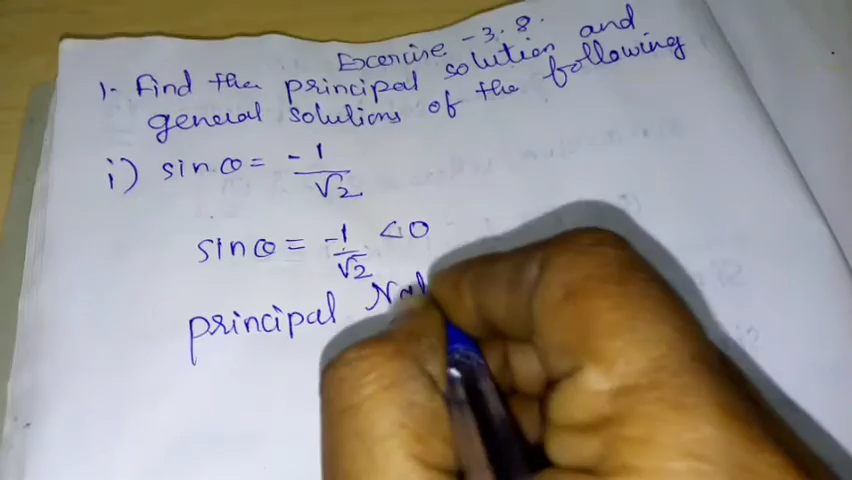 Exercise - 3.8.
1. Find the principal solution and
general solutions of the following
i) sin θ = -1/√2
sin θ = -1/√2 < 0
principal